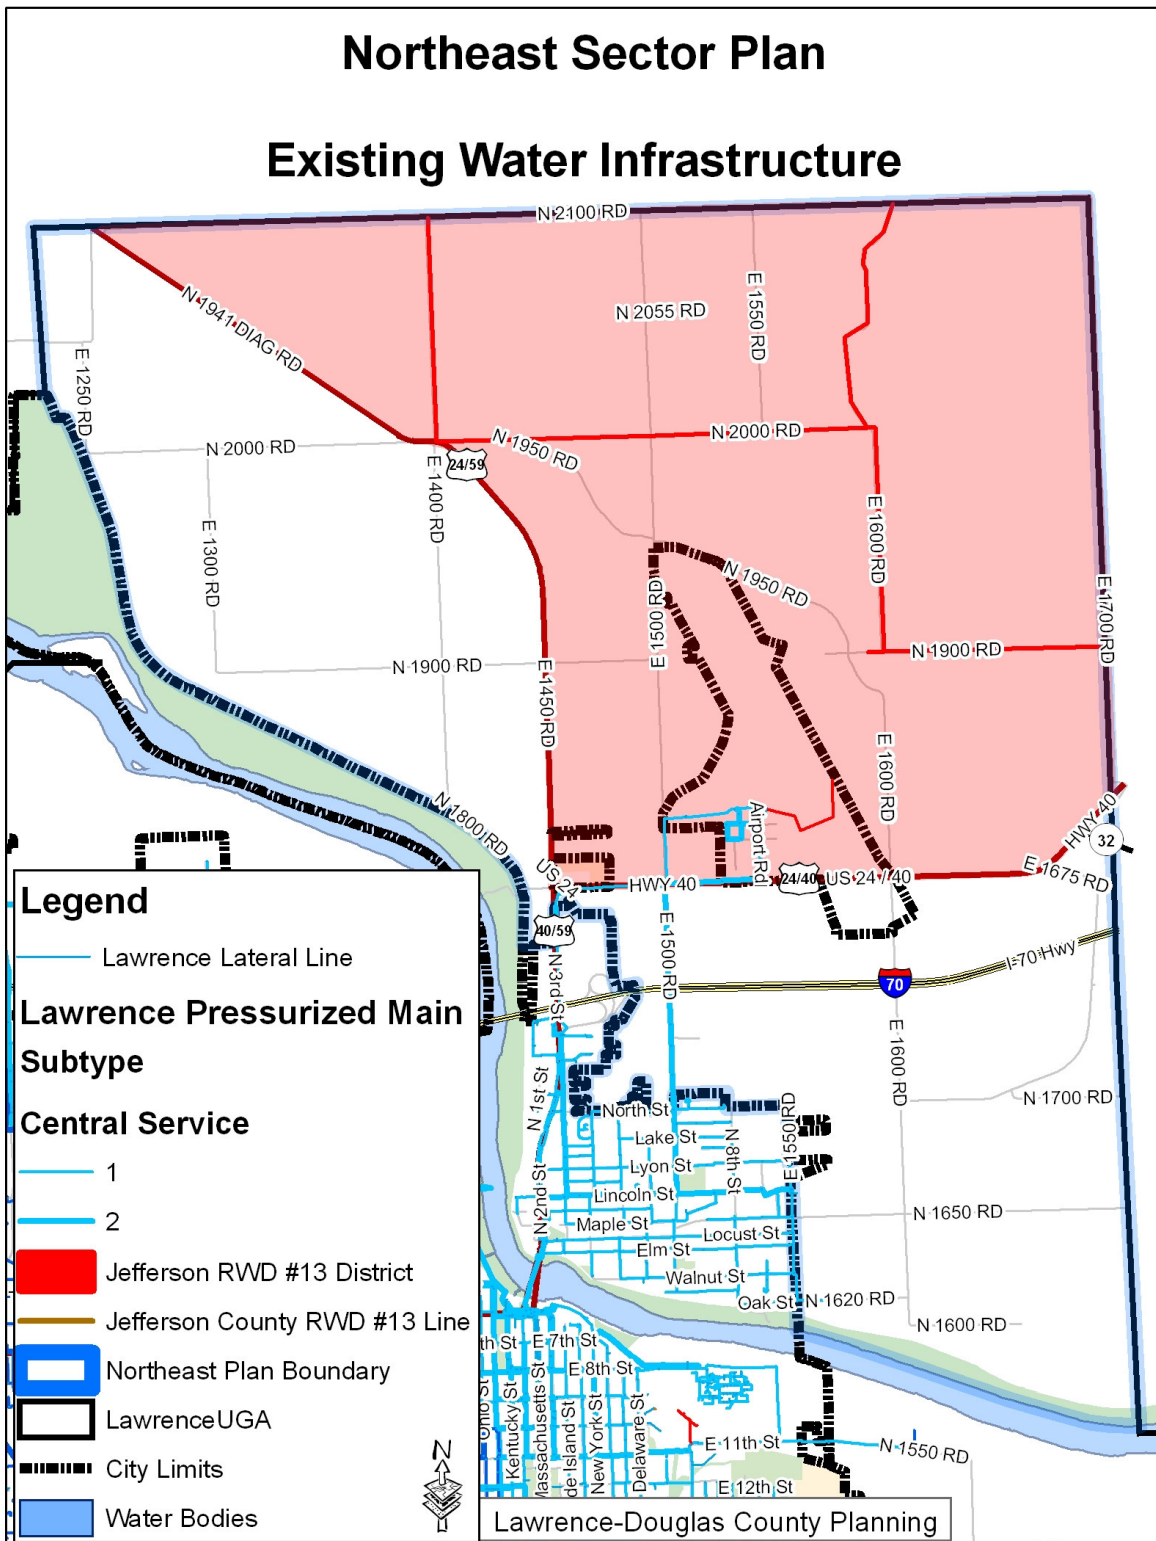 Northeast Sector Plan
Existing Water Infrastructure
N 2100 RD
N 1941 DIAG RD
N 2055 RD
E 1550 RD
E 1250 RD
N 2000 RD
N 1950 RD
N 2000 RD
24/59
E 1400 RD
E 1300 RD
E 1600 RD
N 1950 RD
E 1500 RD
E 1700 RD
N 1900 RD
N 1900 RD
E 1450 RD
E 1600 RD
N 1800 RD
Airport Rd
HWY 40
32
US 24
HWY 40
24/40
US 24 / 40
E 1675 RD
40/59
N 3rd St
E 1500 RD
I-70 Hwy
70
E 1600 RD
N 1st St
North St
N 1700 RD
Lake St
N 8th St
E 1550 RD
Lyon St
N 2nd St
Lincoln St
Maple St
N 1650 RD
Locust St
Elm St
Walnut St
Oak St
N 1620 RD
N 1600 RD
th St
E 7th St
E 8th St
Ohio St
Kentucky St
Massachusetts St
de Island St
New York St
Delaware St
E 11th St
N 1550 RD
E 12th St
Legend
Lawrence Lateral Line
Lawrence Pressurized Main
Subtype
Central Service
1
2
Jefferson RWD #13 District
Jefferson County RWD #13 Line
Northeast Plan Boundary
LawrenceUGA
City Limits
Water Bodies
N
Lawrence-Douglas County Planning